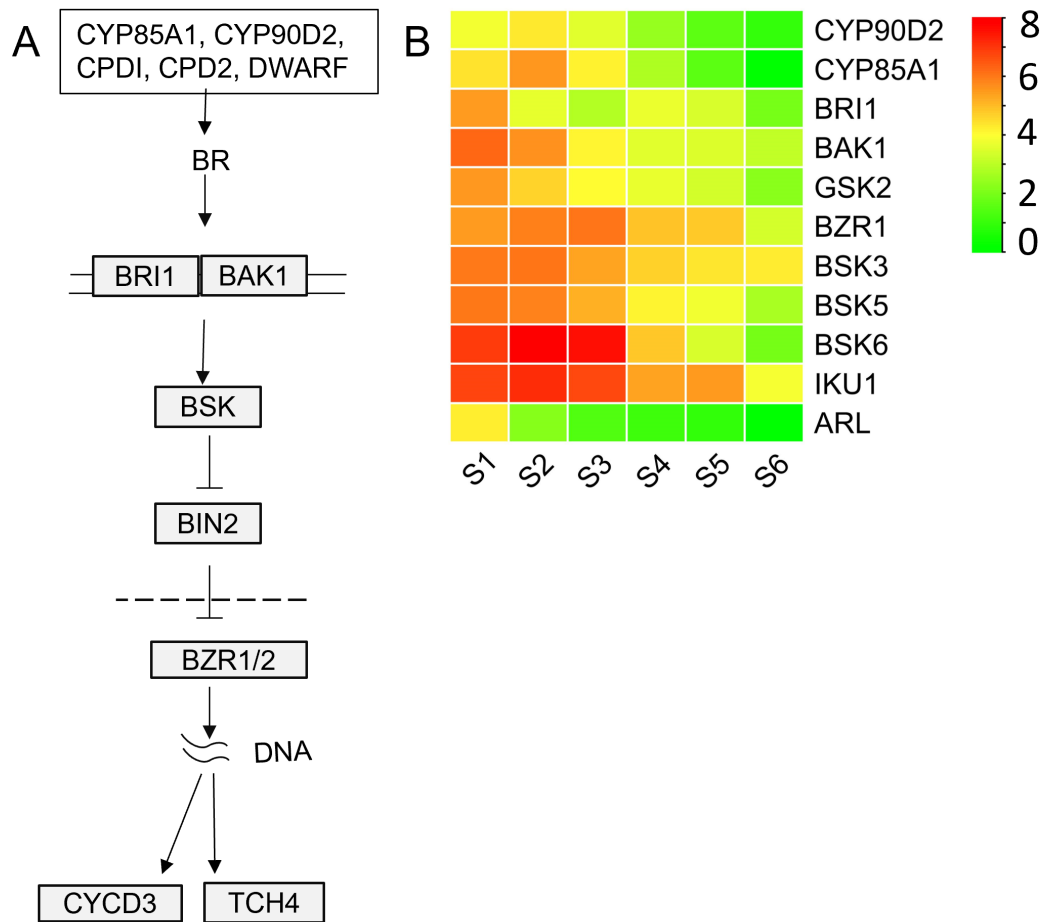 A
CYP85A1, CYP90D2,
CPDI, CPD2, DWARF
BR
BRI1
BAK1
BSK
BIN2
BZR1/2
DNA
CYCD3
TCH4
B
CYP90D2
CYP85A1
BRI1
BAK1
GSK2
BZR1
BSK3
BSK5
BSK6
IKU1
ARL
S1
S2
S3
S4
S5
S6
8
6
4
2
0